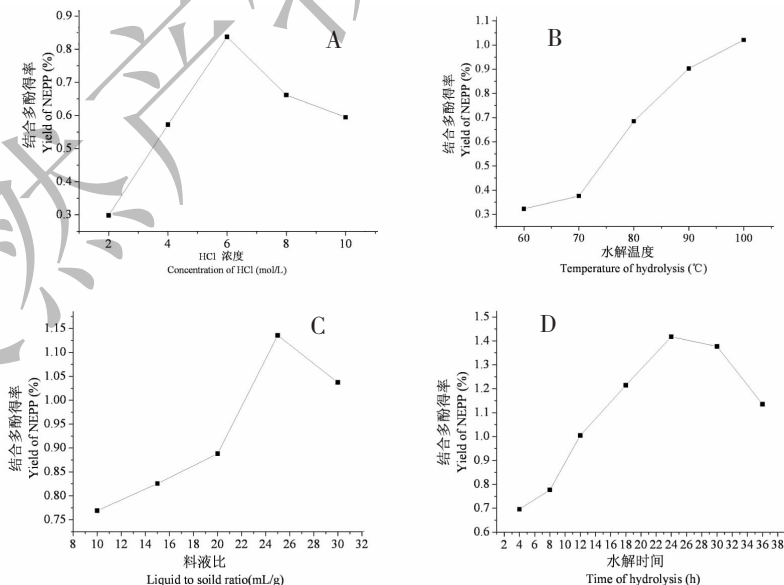 A
0.9
0.8
0.7
0.6
0.5
0.4
0.3
结合多酚得率
Yield of NEPP (%)
2 4 6 8 10
HCl 浓度
Concentration of HCl (mol/L)
B
1.1
1.0
0.9
0.8
0.7
0.6
0.5
0.4
0.3
结合多酚得率
Yield of NEPP (%)
60 70 80 90 100
水解温度
Temperature of hydrolysis (℃)
C
1.15
1.10
1.05
1.00
0.95
0.90
0.85
0.80
0.75
结合多酚得率
Yield of NEPP (%)
8 10 12 14 16 18 20 22 24 26 28 30 32
料液比
Liquid to soild ratio(mL/g)
D
1.5
1.4
1.3
1.2
1.1
1.0
0.9
0.8
0.7
0.6
结合多酚得率
Yield of NEPP (%)
2 4 6 8 10 12 14 16 18 20 22 24 26 28 30 32 34 36 38
水解时间
Time of hydrolysis (h)